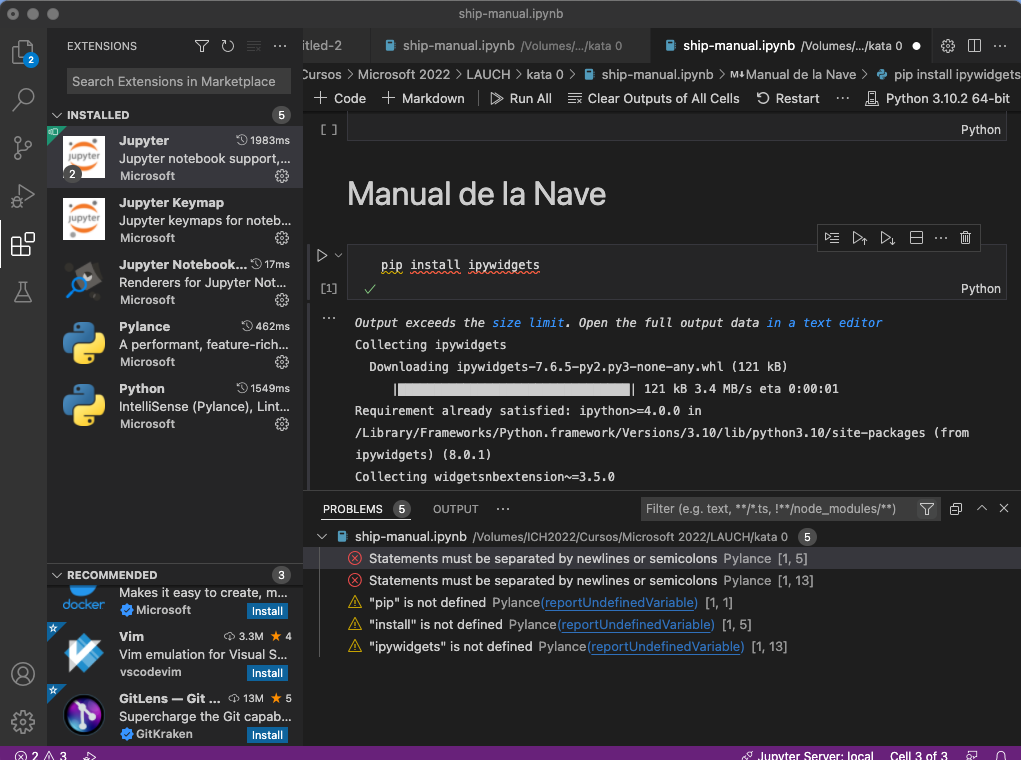 ship-manual.ipynb
2
EXTENSIONS
Search Extensions in Marketplace
INSTALLED 5
Jupyter 1983ms
Jupyter notebook support,...
Microsoft
2
Jupyter Keymap
Jupyter keymaps for noteb...
Microsoft
Jupyter Notebook... 17ms
Renderers for Jupyter Not...
Microsoft
Pylance 462ms
A performant, feature-rich...
Microsoft
Python 1549ms
IntelliSense (Pylance), Lint...
Microsoft
RECOMMENDED 3
docker
Makes it easy to create, m...
Microsoft Install
Vim 3.3M 4
Vim emulation for Visual S...
vscodevim Install
GitLens — Git ... 13M 5
Supercharge the Git capab...
GitKraken Install
itled-2 ship-manual.ipynb /Volumes/.../kata 0 ship-manual.ipynb /Volumes/.../kata 0
Cursos > Microsoft 2022 > LAUCH > kata 0 > ship-manual.ipynb > M↓Manual de la Nave > pip install ipywidgets
+ Code + Markdown Run All Clear Outputs of All Cells Restart ... Python 3.10.2 64-bit
[ ] Python
Manual de la Nave
pip install ipywidgets
[1] Python
Output exceeds the size limit. Open the full output data in a text editor
Collecting ipywidgets
Downloading ipywidgets-7.6.5-py2.py3-none-any.whl (121 kB)
| 121 kB 3.4 MB/s eta 0:00:01
Requirement already satisfied: ipython>=4.0.0 in
/Library/Frameworks/Python.framework/Versions/3.10/lib/python3.10/site-packages (from
ipywidgets) (8.0.1)
Collecting widgetsnbextension~=3.5.0
PROBLEMS 5 OUTPUT ... Filter (e.g. text, **/*.ts, !**/node_modules/**)
ship-manual.ipynb /Volumes/ICH2022/Cursos/Microsoft 2022/LAUCH/kata 0 5
Statements must be separated by newlines or semicolons Pylance [1, 5]
Statements must be separated by newlines or semicolons Pylance [1, 13]
"pip" is not defined Pylance(reportUndefinedVariable) [1, 1]
"install" is not defined Pylance(reportUndefinedVariable) [1, 5]
"ipywidgets" is not defined Pylance(reportUndefinedVariable) [1, 13]
2 3 Jupyter Server: local Cell 3 of 3